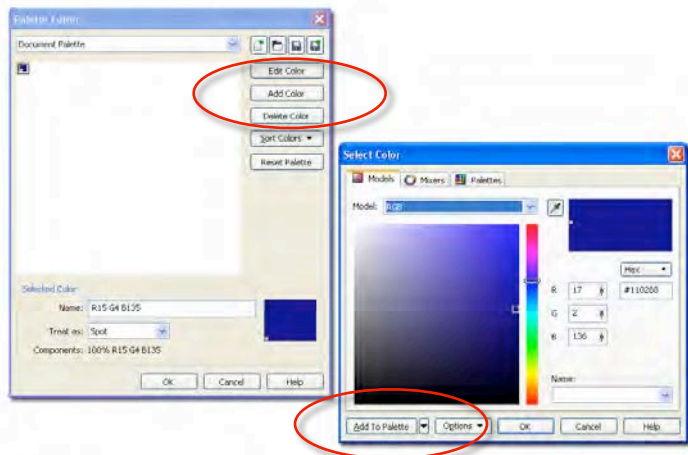 Palette Editor
Document Palette
Edit Color
Add Color
Delete Color
Sort Colors
Reset Palette
Selected Color
Name: R15 G4 B135
Treat as: Spot
Components: 100% R15 G4 B135
OK Cancel Help
Select Color
Models Mixers Palettes
Model: RGB
Hex
R 17 #110288
G 2
B 136
Name:
Add To Palette Options OK Cancel Help